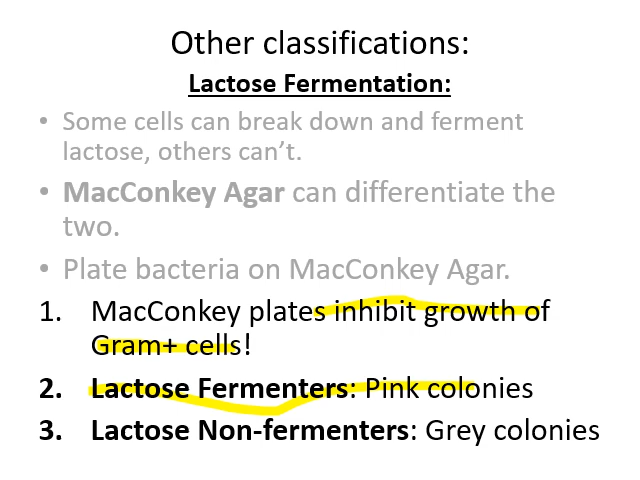 Other classifications:
Lactose Fermentation:
• Some cells can break down and ferment
lactose, others can’t.
• MacConkey Agar can differentiate the
two.
• Plate bacteria on MacConkey Agar.
1. MacConkey plates inhibit growth of
Gram+ cells!
2. Lactose Fermenters: Pink colonies
3. Lactose Non-fermenters: Grey colonies